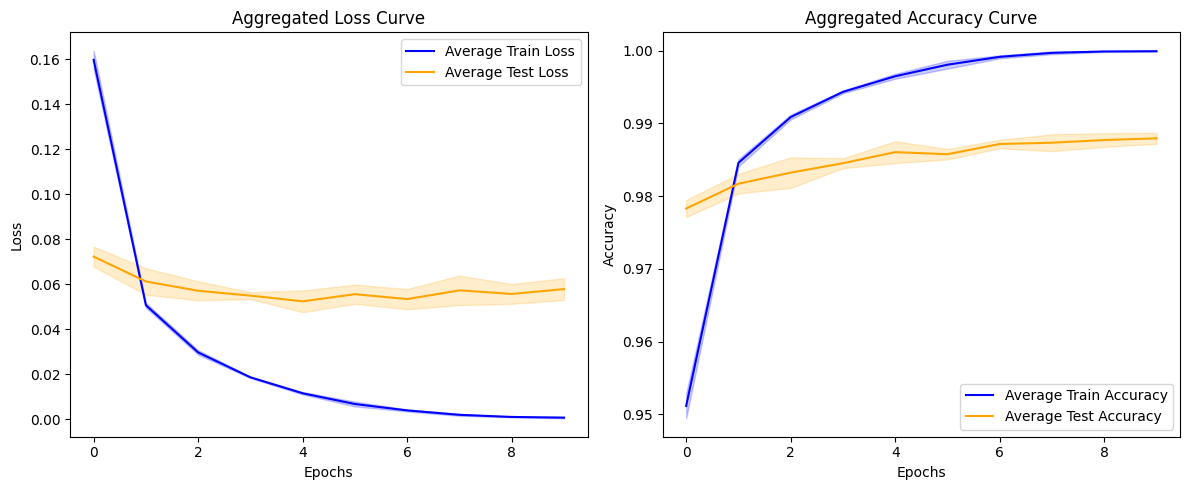 Aggregated Loss Curve
Loss
0.16
0.14
0.12
0.10
0.08
0.06
0.04
0.02
0.00
Average Train Loss
Average Test Loss
0 2 4 6 8
Epochs
Aggregated Accuracy Curve
Accuracy
1.00
0.99
0.98
0.97
0.96
0.95
Average Train Accuracy
Average Test Accuracy
0 2 4 6 8
Epochs